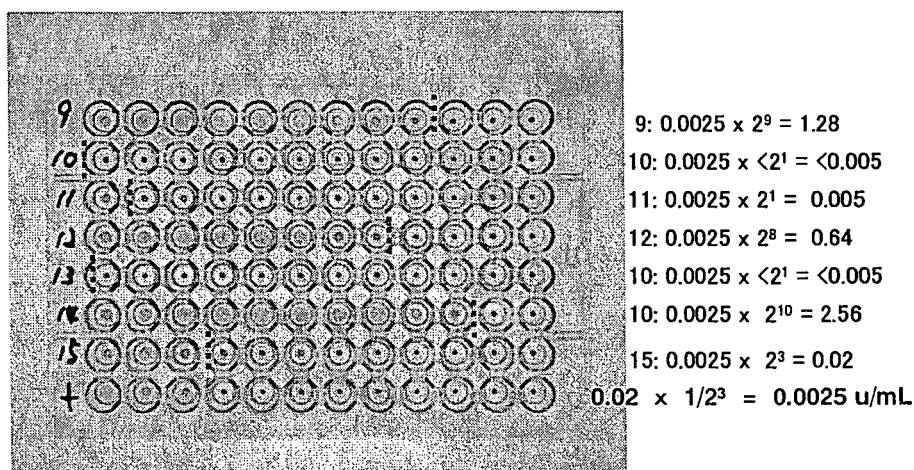 9 9: 0.0025 x 2⁹ = 1.28
10 10: 0.0025 x <2¹ = <0.005
11 11: 0.0025 x 2¹ = 0.005
12 12: 0.0025 x 2⁸ = 0.64
13 10: 0.0025 x <2¹ = <0.005
14 10: 0.0025 x 2¹⁰ = 2.56
15 15: 0.0025 x 2³ = 0.02
+ 0.02 x 1/2³ = 0.0025 u/mL